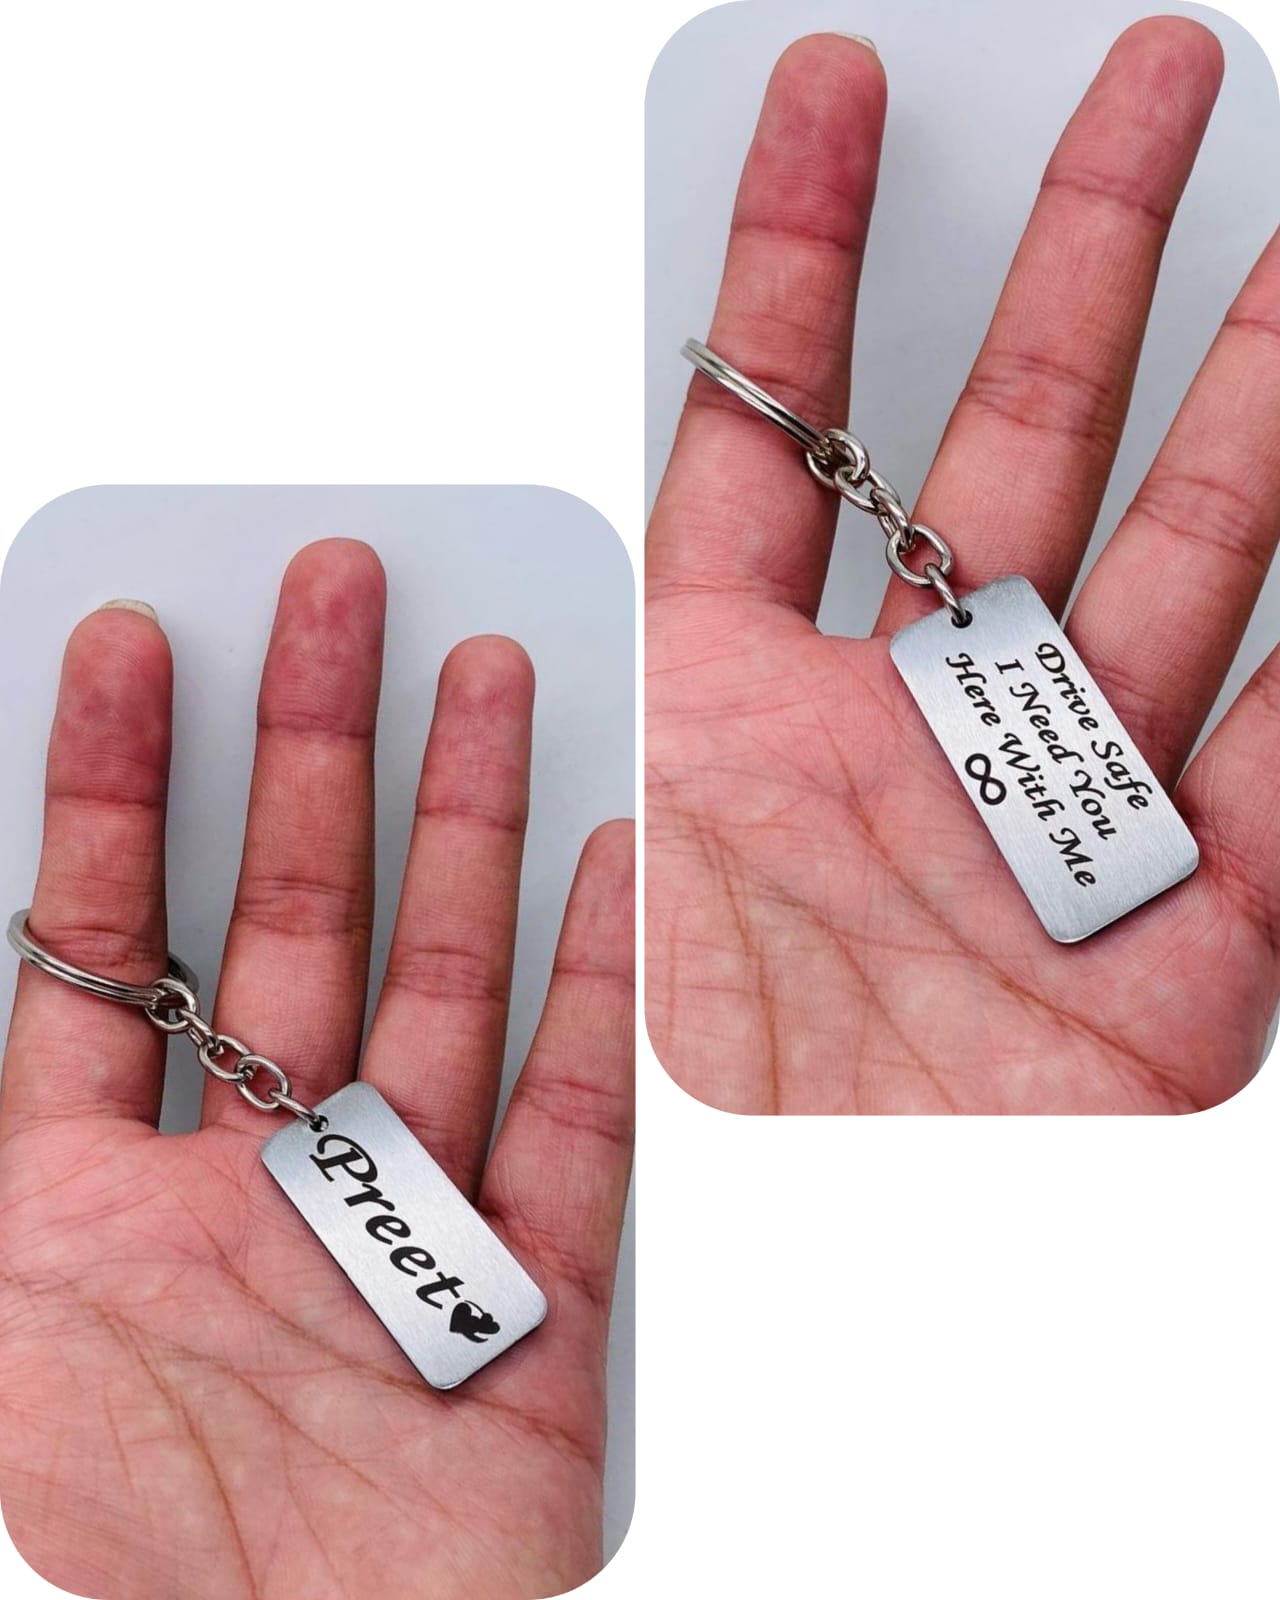 Preet
Drive Safe
I Need You
Here With Me
∞